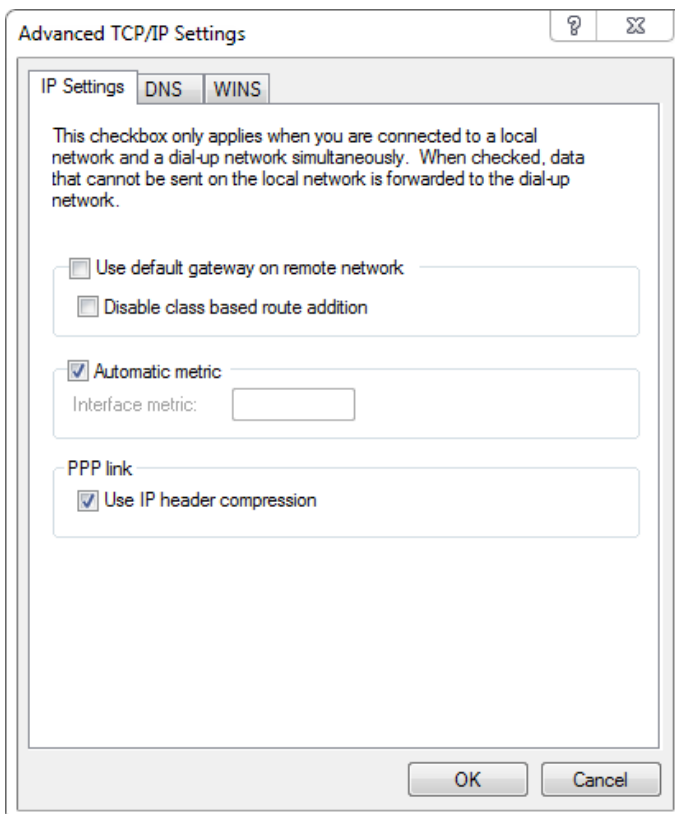 Advanced TCP/IP Settings
IP Settings DNS WINS
This checkbox only applies when you are connected to a local
network and a dial-up network simultaneously.  When checked, data
that cannot be sent on the local network is forwarded to the dial-up
network.
Use default gateway on remote network
Disable class based route addition
Automatic metric
Interface metric:
PPP link
Use IP header compression
OK Cancel